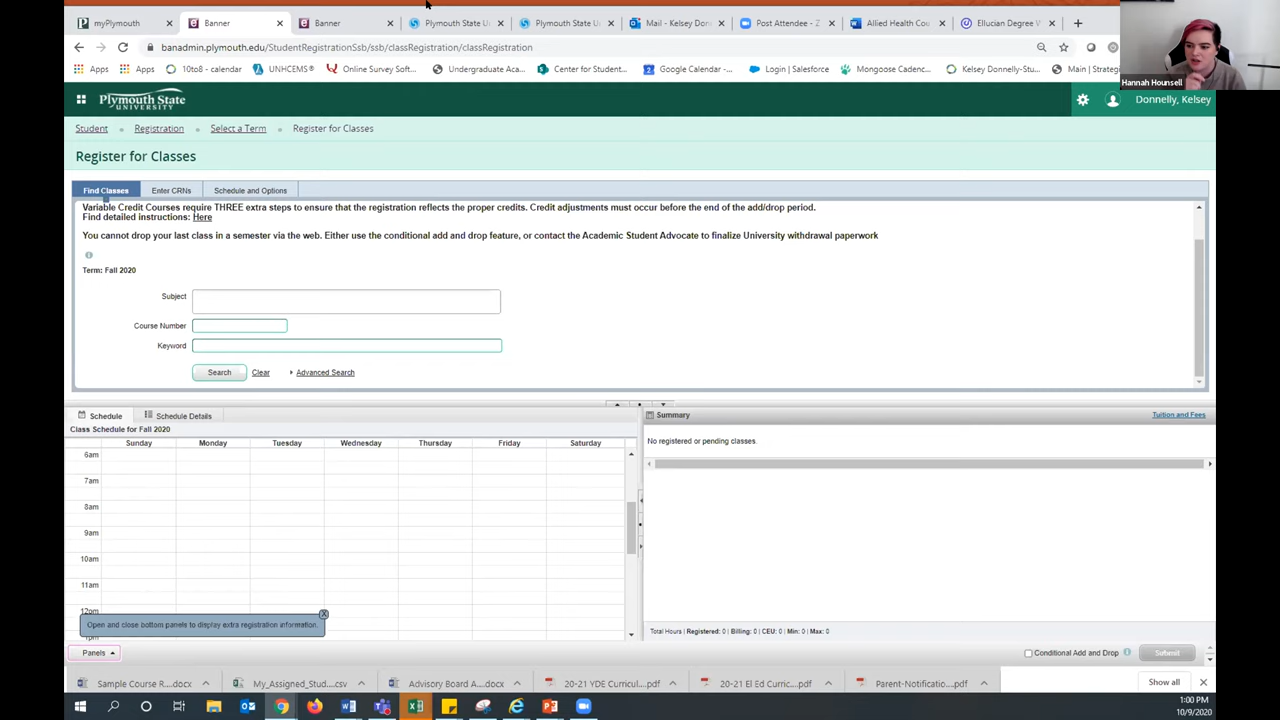 myPlymouth
Banner
Banner
Plymouth State U
Plymouth State U
Mail - Kelsey Don
Post Attendee - Z
Allied Health Cou
Ellucian Degree W
banadmin.plymouth.edu/StudentRegistrationSsb/ssb/classRegistration/classRegistration
Apps
Apps
10to8 - calendar
UNHCEMS®
Online Survey Soft...
Undergraduate Aca...
Center for Student...
Google Calendar -...
Login | Salesforce
Mongoose Cadenc...
Kelsey Donnelly-Stu...
Main | Strateg
Hannah Hounsell
Plymouth State
UNIVERSITY
Donnelly, Kelsey
Student
Registration
Select a Term
Register for Classes
Register for Classes
Find Classes
Enter CRNs
Schedule and Options
Variable Credit Courses require THREE extra steps to ensure that the registration reflects the proper credits. Credit adjustments must occur before the end of the add/drop period.
Find detailed instructions: Here
You cannot drop your last class in a semester via the web. Either use the conditional add and drop feature, or contact the Academic Student Advocate to finalize University withdrawal paperwork
Term: Fall 2020
Subject
Course Number
Keyword
Search
Clear
Advanced Search
Schedule
Schedule Details
Class Schedule for Fall 2020
Sunday
Monday
Tuesday
Wednesday
Thursday
Friday
Saturday
6am
7am
8am
9am
10am
11am
12pm
Open and close bottom panels to display extra registration information.
X
Summary
Tuition and Fees
No registered or pending classes
Total Hours | Registered: 0 | Billing: 0 | CEU: 0 | Min: 0 | Max: 0
Panels
Conditional Add and Drop
Submit
Sample Course R....docx
My_Assigned_Stud....csv
Advisory Board A....docx
20-21 YDE Curricul....pdf
20-21 El Ed Curric....pdf
Parent-Notificatio....pdf
Show all
1:00 PM
10/9/2020